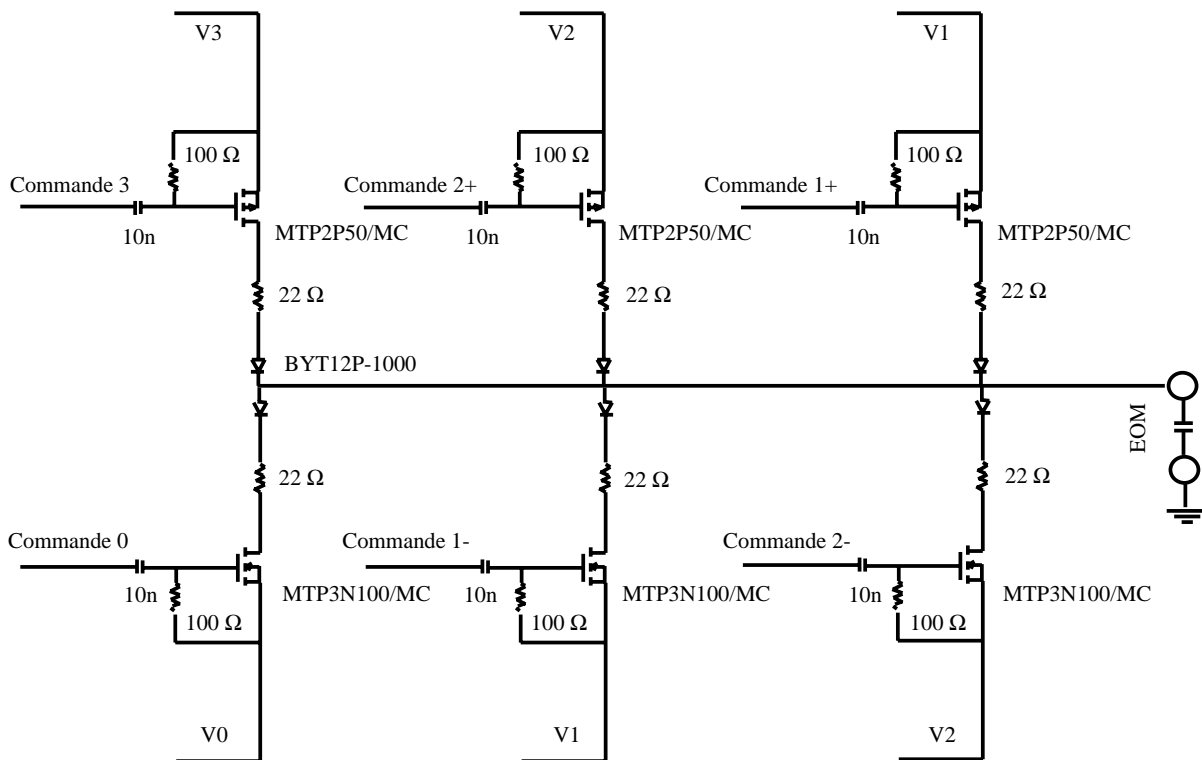 V3 V2 V1
100 Ω 100 Ω 100 Ω
Commande 3 Commande 2+ Commande 1+
10n 10n 10n
MTP2P50/MC MTP2P50/MC MTP2P50/MC
22 Ω 22 Ω 22 Ω
BYT12P-1000
EOM
22 Ω 22 Ω 22 Ω
Commande 0 Commande 1- Commande 2-
10n 10n 10n
MTP3N100/MC MTP3N100/MC MTP3N100/MC
100 Ω 100 Ω 100 Ω
V0 V1 V2